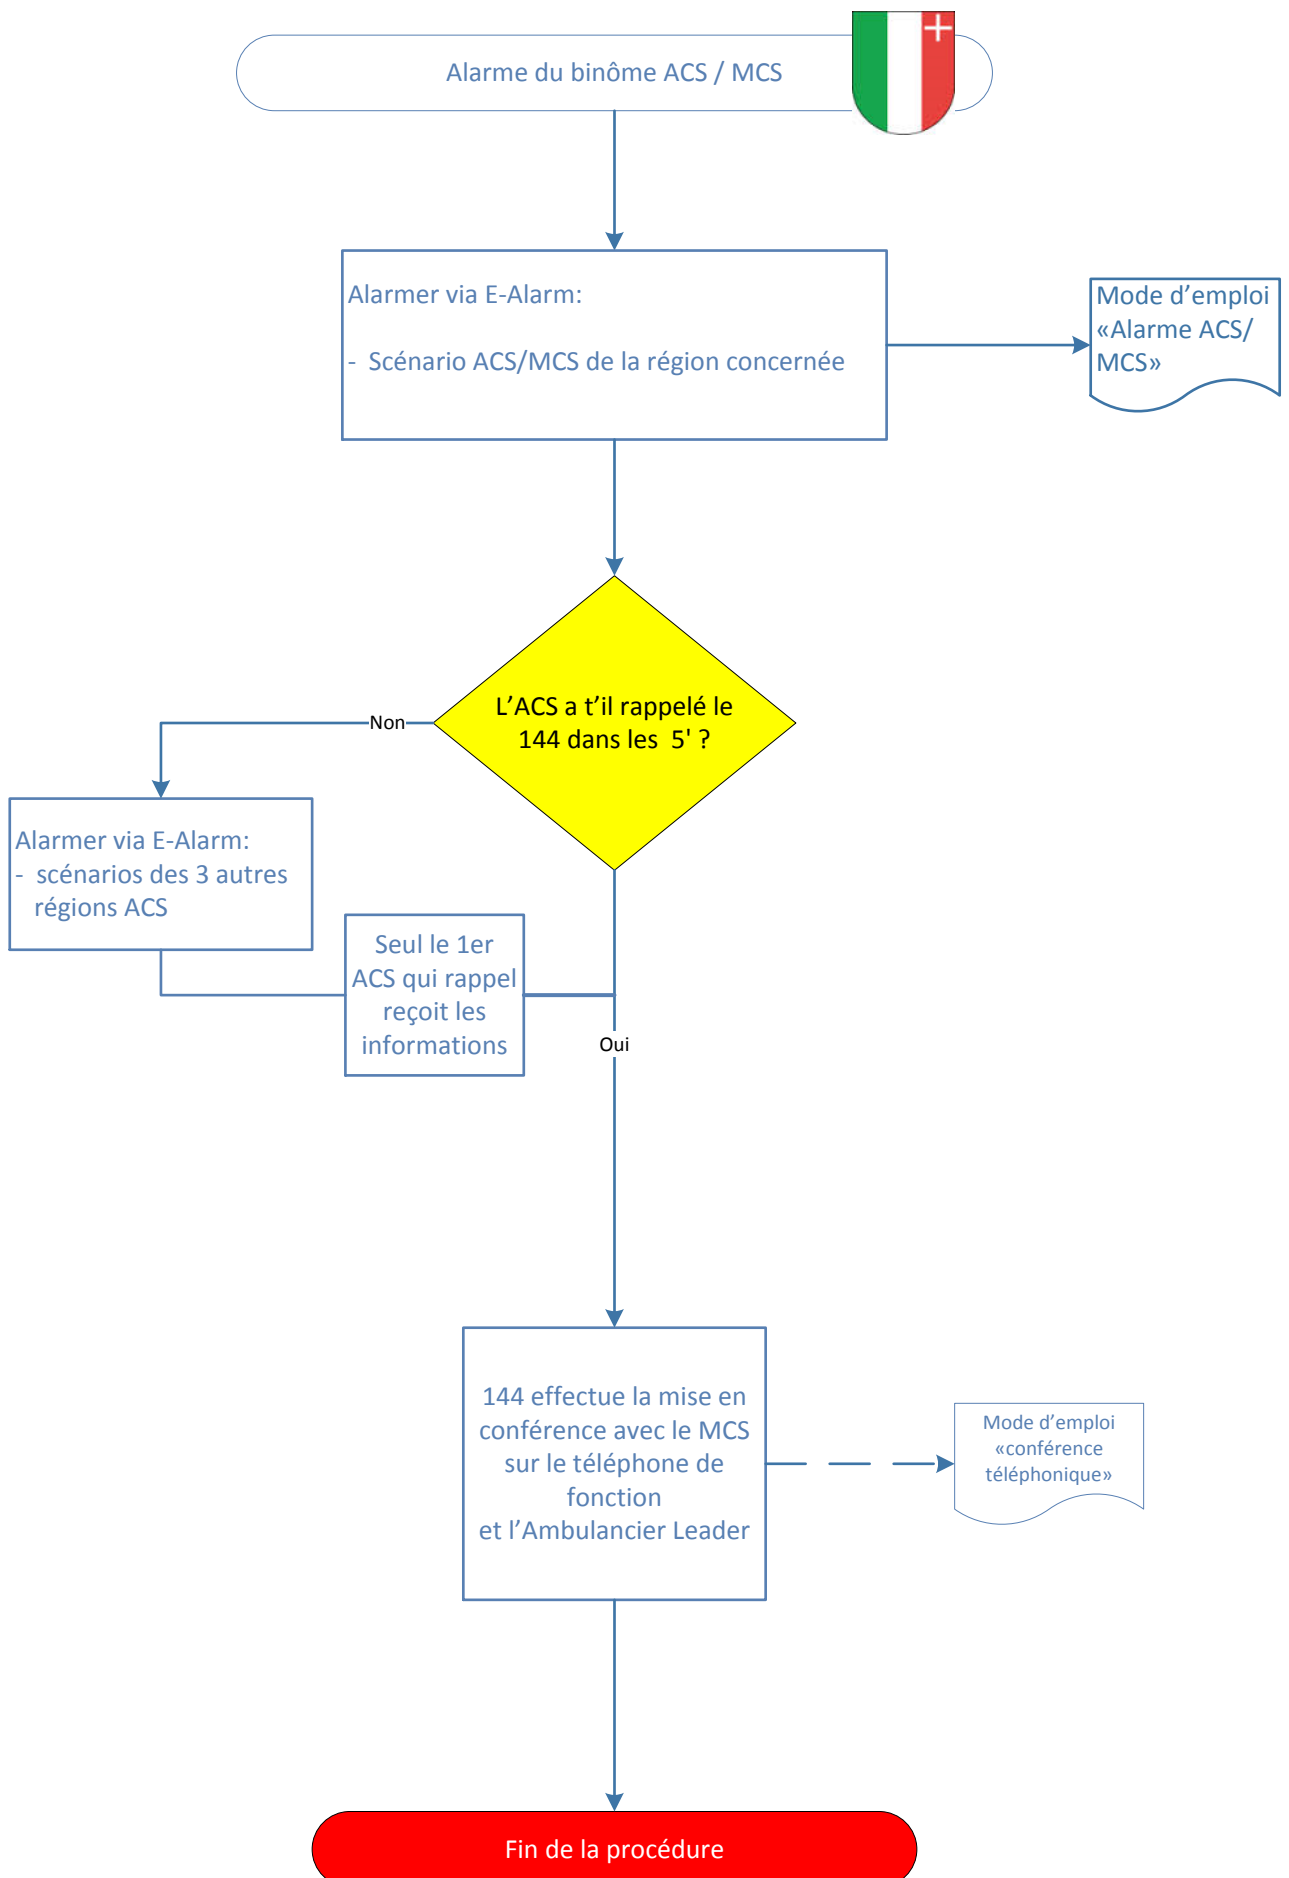 Alarme du binôme ACS / MCS
Alarmer via E-Alarm:
- Scénario ACS/MCS de la région concernée
Mode d’emploi
«Alarme ACS/
MCS»
L’ACS a t’il rappelé le
144 dans les 5' ?
Non
Alarmer via E-Alarm:
- scénarios des 3 autres
régions ACS
Seul le 1er
ACS qui rappel
reçoit les
informations
Oui
144 effectue la mise en
conférence avec le MCS
sur le téléphone de
fonction
et l’Ambulancier Leader
Mode d’emploi
«conférence
téléphonique»
Fin de la procédure